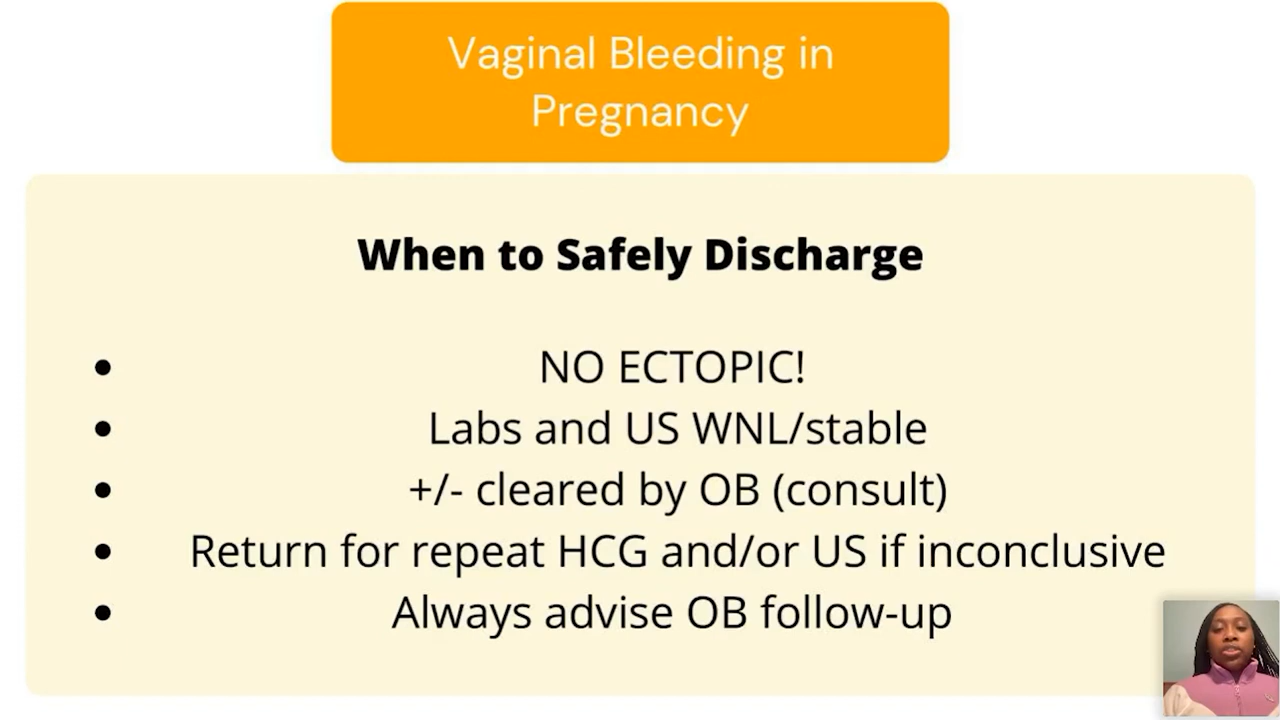 Vaginal Bleeding in
Pregnancy
When to Safely Discharge
• NO ECTOPIC!
• Labs and US WNL/stable
• +/- cleared by OB (consult)
• Return for repeat HCG and/or US if inconclusive
• Always advise OB follow-up